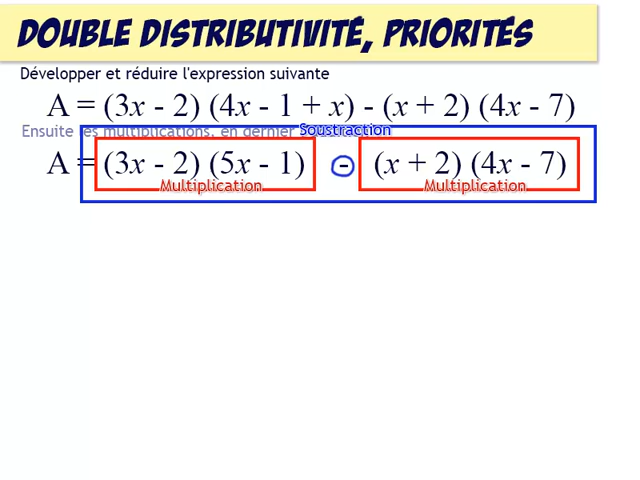 DOUBLE DISTRIBUTIVITÉ, PRIORITÉS
Développer et réduire l'expression suivante
A = (3x - 2) (4x - 1 + x) - (x + 2) (4x - 7)
Ensuite les multiplications, en dernier Soustraction
A = (3x - 2) (5x - 1) - (x + 2) (4x - 7)
Multiplication Multiplication